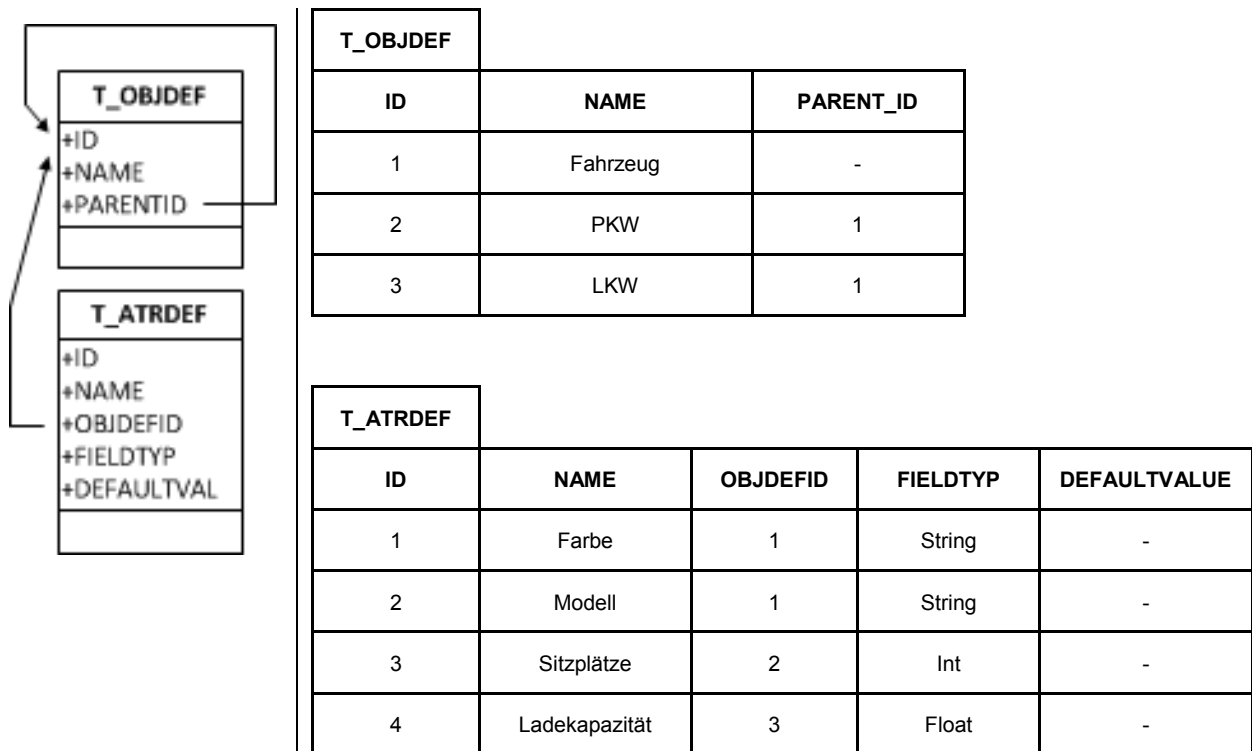 T_OBJDEF
+ID
+NAME
+PARENTID
T_ATRDEF
+ID
+NAME
+OBJDEFID
+FIELDTYP
+DEFAULTVAL
T_OBJDEF
ID NAME PARENT_ID
1 Fahrzeug -
2 PKW 1
3 LKW 1
T_ATRDEF
ID NAME OBJDEFID FIELDTYP DEFAULTVALUE
1 Farbe 1 String -
2 Modell 1 String -
3 Sitzplätze 2 Int -
4 Ladekapazität 3 Float -